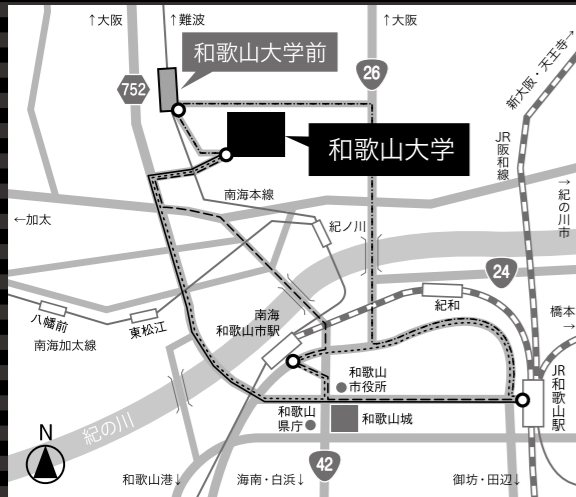 ↑大阪
↑難波
↑大阪
和歌山大学前
26
752
新大阪・天王寺→
和歌山大学
JR
阪和線
→紀の川市
南海本線
←加太
紀ノ川
24
八幡前
東松江
南海加太線
南海
和歌山市駅
紀和
橋本
→
和歌山
市役所
JR和歌山駅
和歌山
県庁
和歌山城
紀の川
N
42
和歌山港↓
海南・白浜↓
御坊・田辺↓